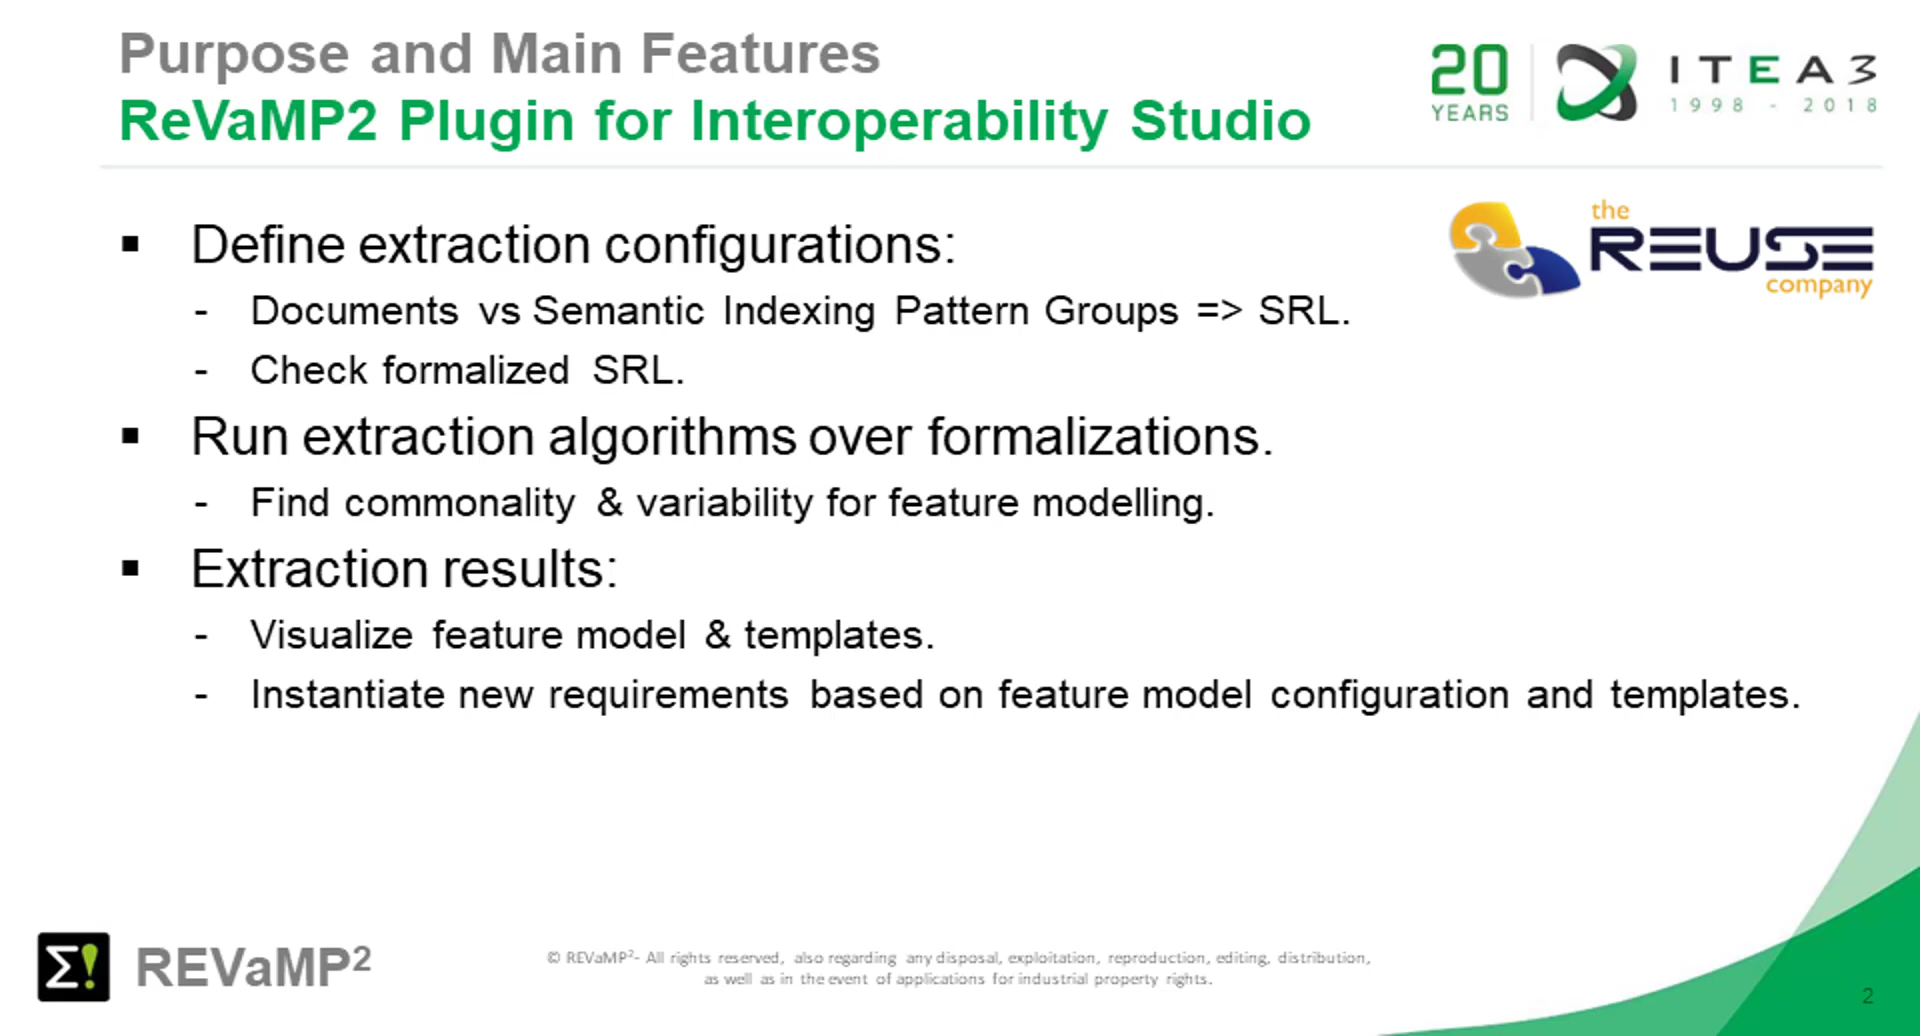 Purpose and Main Features
ReVaMP2 Plugin for Interoperability Studio
20
YEARS
ITEA3
1998 - 2018
the
REUSE
company
▪ Define extraction configurations:
- Documents vs Semantic Indexing Pattern Groups => SRL.
- Check formalized SRL.
▪ Run extraction algorithms over formalizations.
- Find commonality & variability for feature modelling.
▪ Extraction results:
- Visualize feature model & templates.
- Instantiate new requirements based on feature model configuration and templates.
Σ! REVaMP²
© REVaMP²- All rights reserved, also regarding any disposal, exploitation, reproduction, editing, distribution,
as well as in the event of applications for industrial property rights.
2